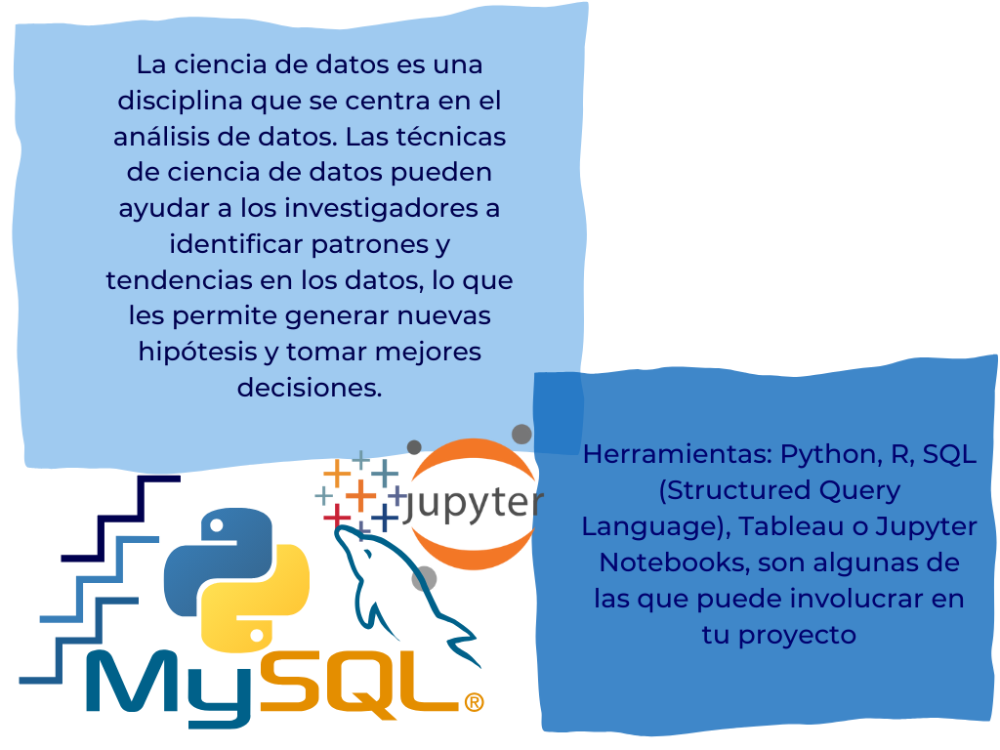 La ciencia de datos es una
disciplina que se centra en el
análisis de datos. Las técnicas
de ciencia de datos pueden
ayudar a los investigadores a
identificar patrones y
tendencias en los datos, lo que
les permite generar nuevas
hipótesis y tomar mejores
decisiones.
Herramientas: Python, R, SQL
(Structured Query
Language), Tableau o Jupyter
Notebooks, son algunas de
las que puede involucrar en
tu proyecto
jupyter
MySQL®